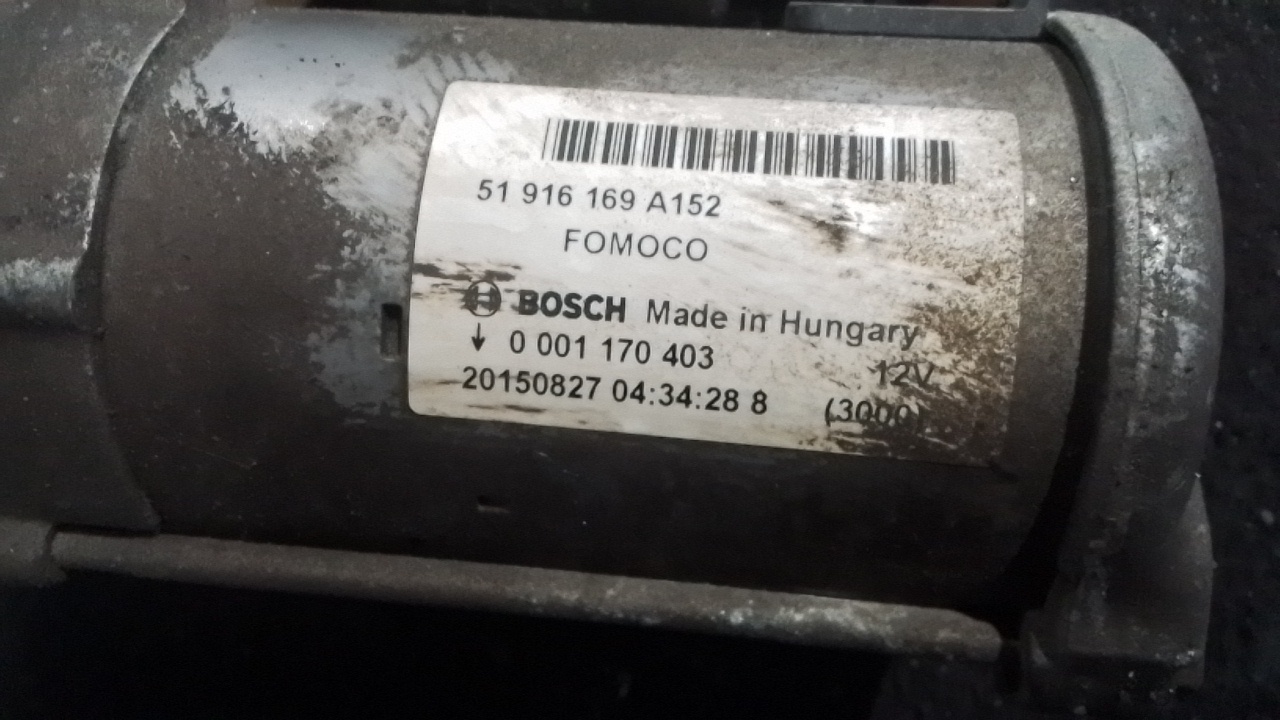 51 916 169 A152
FOMOCO
BOSCH Made in Hungary
↓ 0 001 170 403 12V
20150827 04:34:28 8 (3000)